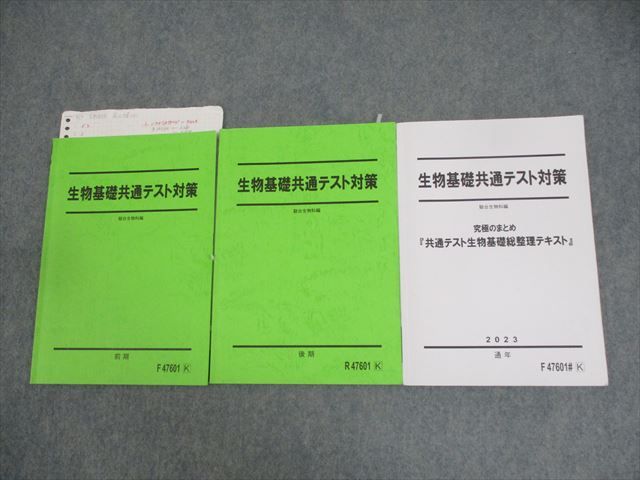 生物基礎共通テスト対策
駿台生物科編
前期
F 47601 K
生物基礎共通テスト対策
駿台生物科編
後期
R 47601 K
生物基礎共通テスト対策
駿台生物科編
究極のまとめ
『共通テスト生物基礎総整理テキスト』
2023
通年
F 47601# K